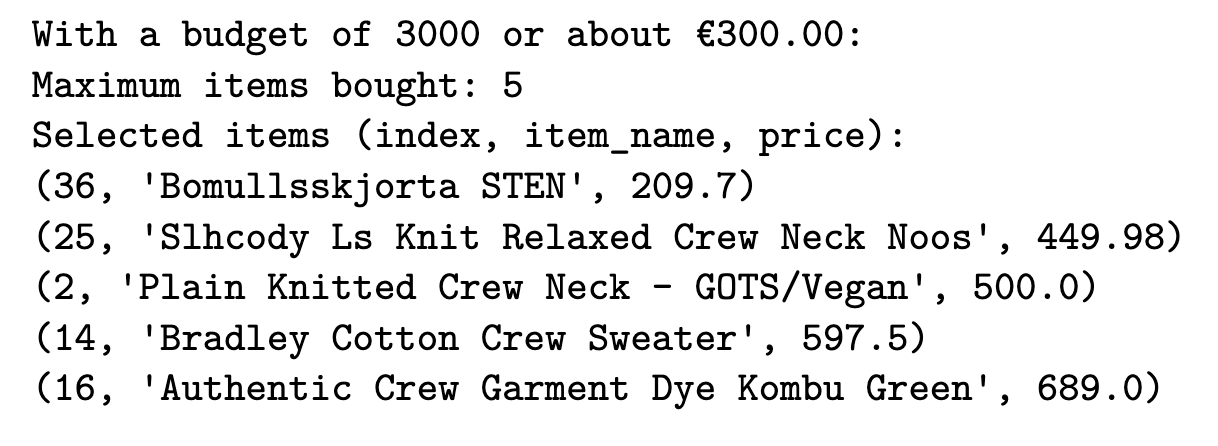 With a budget of 3000 or about €300.00:
Maximum items bought: 5
Selected items (index, item_name, price):
(36, 'Bomullsskjorta STEN', 209.7)
(25, 'Slhcody Ls Knit Relaxed Crew Neck Noos', 449.98)
(2, 'Plain Knitted Crew Neck - GOTS/Vegan', 500.0)
(14, 'Bradley Cotton Crew Sweater', 597.5)
(16, 'Authentic Crew Garment Dye Kombu Green', 689.0)